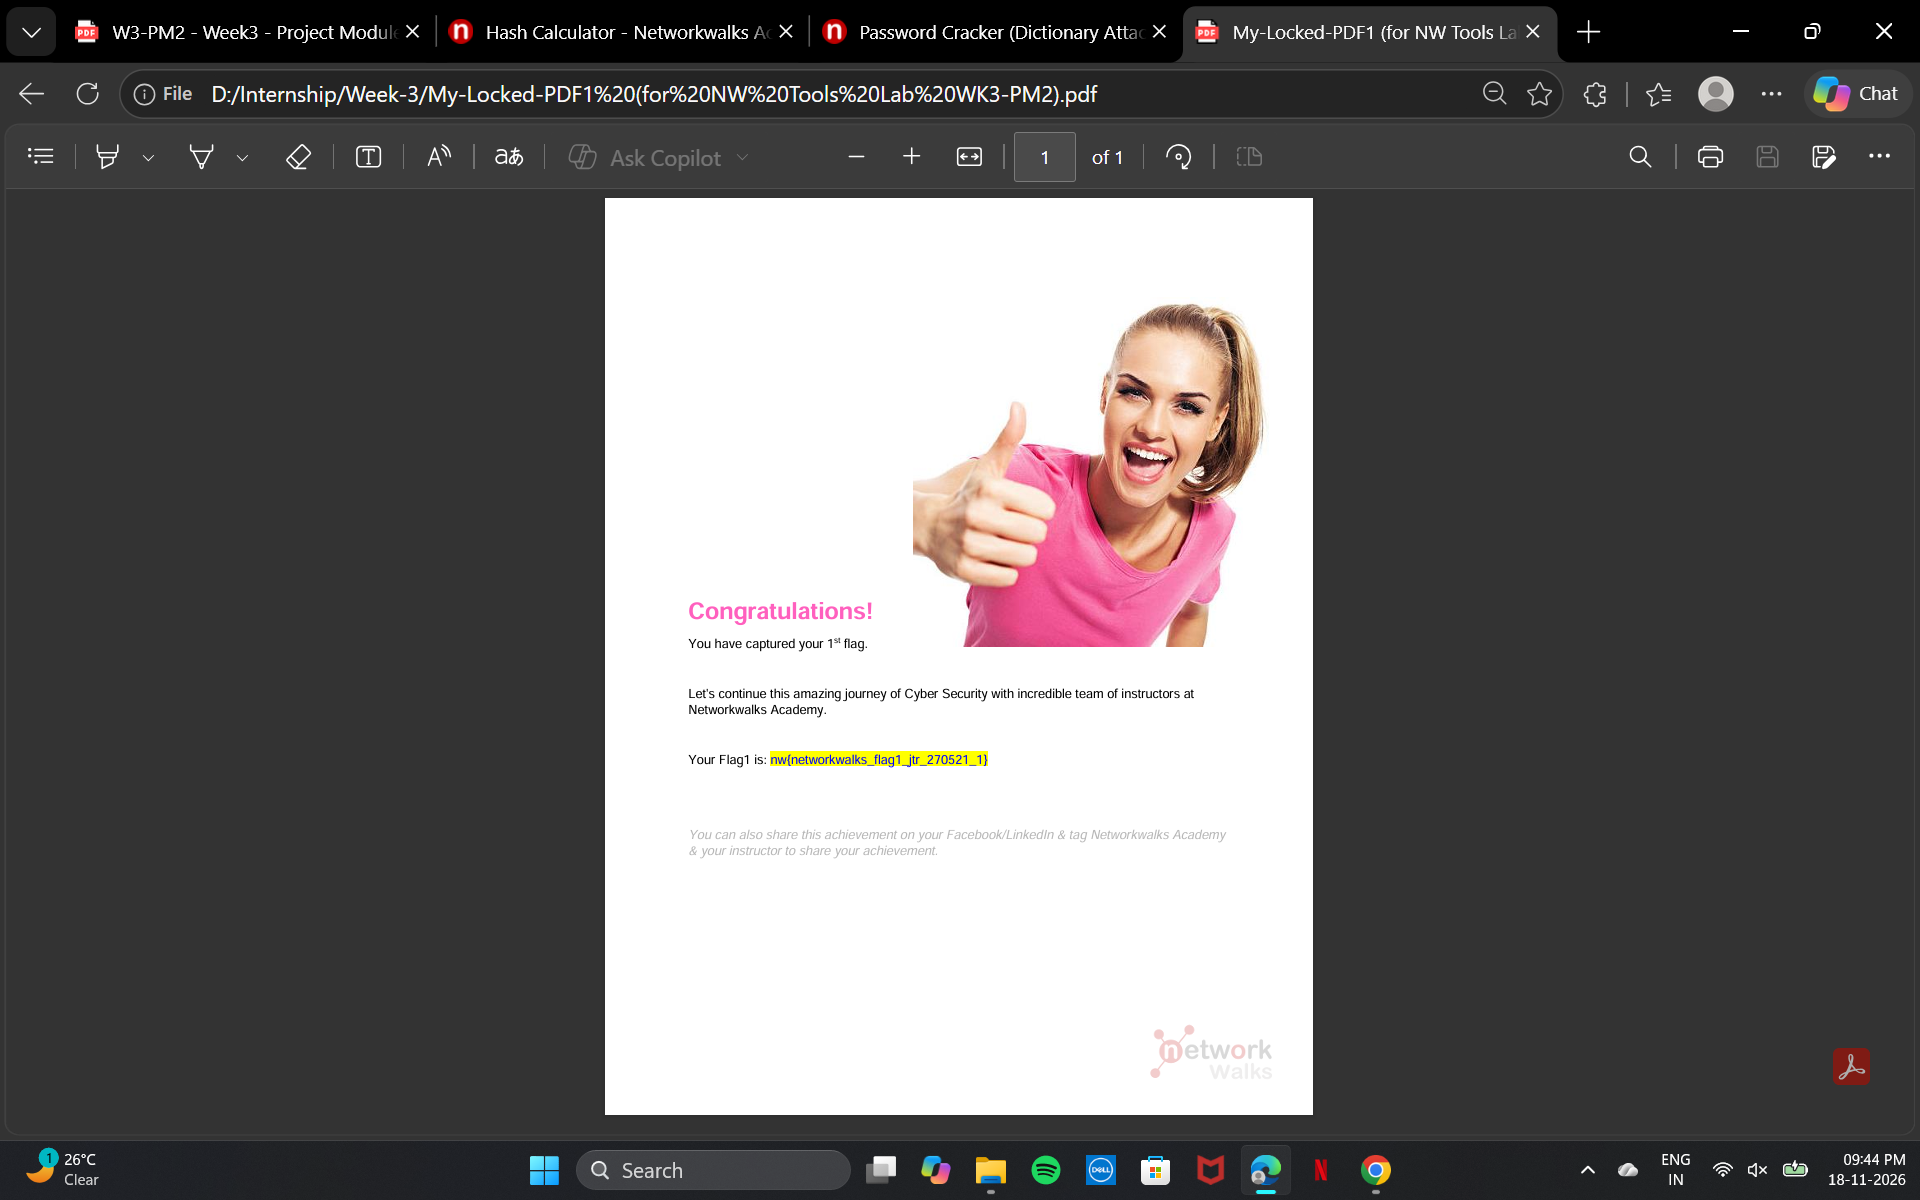 W3-PM2 - Week3 - Project Module
Hash Calculator - Networkwalks Ac
Password Cracker (Dictionary Attac
My-Locked-PDF1 (for NW Tools La
File D:/Internship/Week-3/My-Locked-PDF1%20(for%20NW%20Tools%20Lab%20WK3-PM2).pdf
Chat
Ask Copilot
1 of 1
Congratulations!
You have captured your 1st flag.
Let's continue this amazing journey of Cyber Security with incredible team of instructors at
Networkwalks Academy.
Your Flag1 is: nw{networkwalks_flag1_jtr_270521_1}
You can also share this achievement on your Facebook/LinkedIn & tag Networkwalks Academy
& your instructor to share your achievement.
network
Walks
1
26°C
Clear
Search
DELL
ENG
IN
09:44 PM
18-11-2026